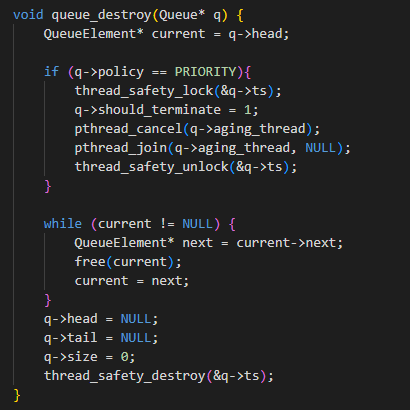 void queue_destroy(Queue* q) {
    QueueElement* current = q->head;

    if (q->policy == PRIORITY){
        thread_safety_lock(&q->ts);
        q->should_terminate = 1;
        pthread_cancel(q->aging_thread);
        pthread_join(q->aging_thread, NULL);
        thread_safety_unlock(&q->ts);
    }

    while (current != NULL) {
        QueueElement* next = current->next;
        free(current);
        current = next;
    }
    q->head = NULL;
    q->tail = NULL;
    q->size = 0;
    thread_safety_destroy(&q->ts);
}